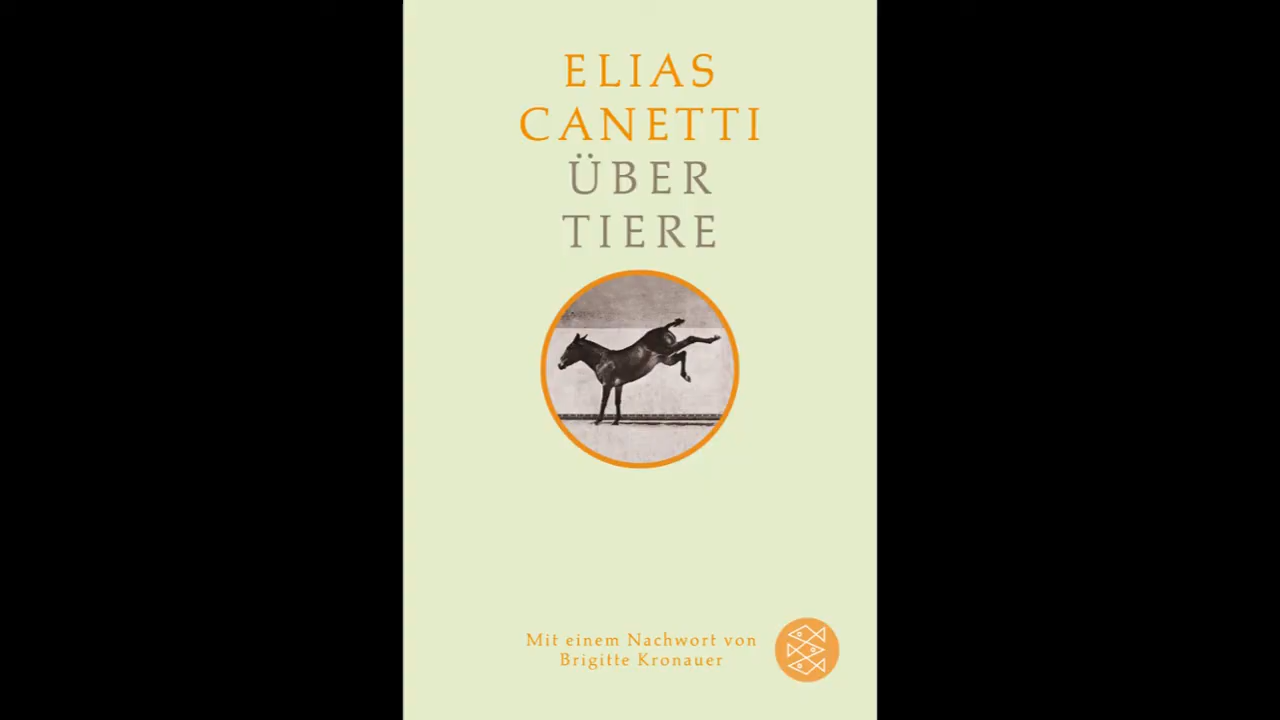 ELIAS
CANETTI
ÜBER
TIERE
Mit einem Nachwort von
Brigitte Kronauer